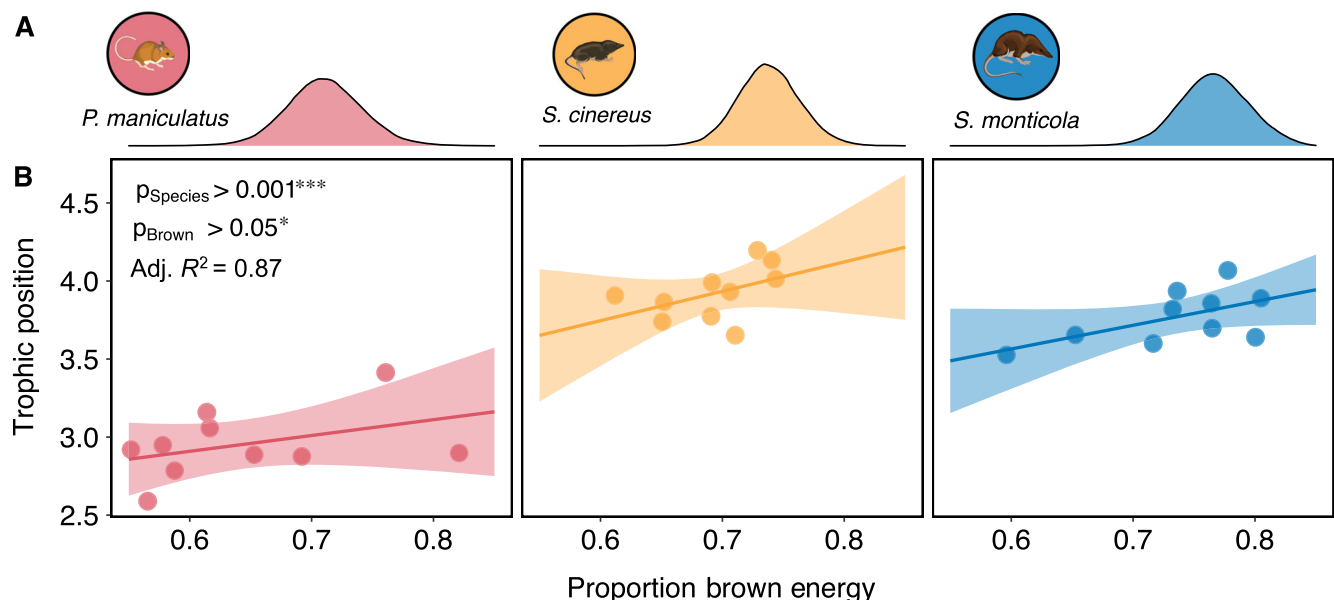 A
P. maniculatus
S. cinereus
S. monticola
B
pSpecies > 0.001***
pBrown > 0.05*
Adj. R² = 0.87
Trophic position
4.5
4.0
3.5
3.0
2.5
0.6 0.7 0.8
0.6 0.7 0.8
0.6 0.7 0.8
Proportion brown energy